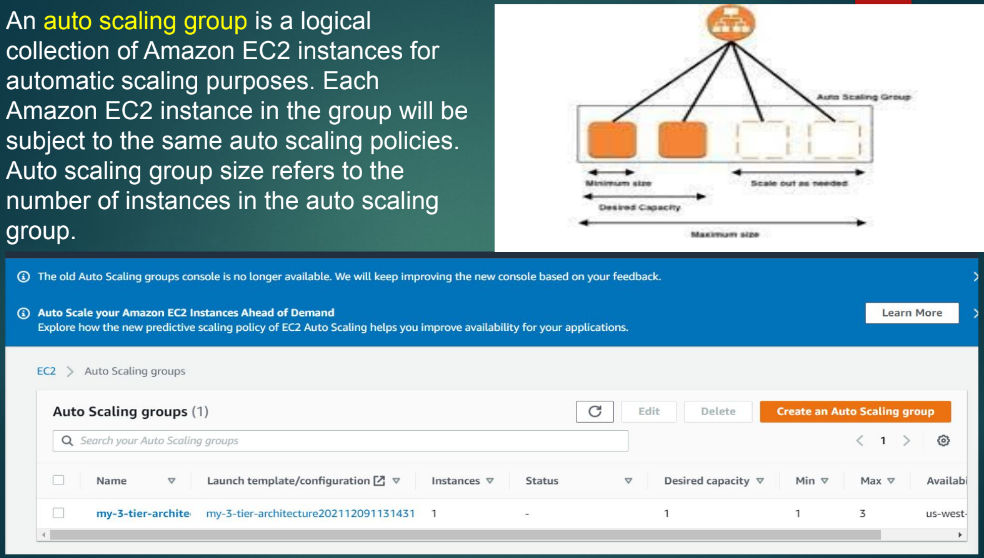 An auto scaling group is a logical
collection of Amazon EC2 instances for
automatic scaling purposes. Each
Amazon EC2 instance in the group will be
subject to the same auto scaling policies.
Auto scaling group size refers to the
number of instances in the auto scaling
group.
Auto Scaling Group
Minimum size
Scale out as needed
Desired Capacity
Maximum size
The old Auto Scaling groups console is no longer available. We will keep improving the new console based on your feedback.
Auto Scale your Amazon EC2 Instances Ahead of Demand
Learn More
Explore how the new predictive scaling policy of EC2 Auto Scaling helps you improve availability for your applications.
EC2 > Auto Scaling groups
Auto Scaling groups (1)
Edit Delete Create an Auto Scaling group
Search your Auto Scaling groups
< 1 >
Name Launch template/configuration Instances Status Desired capacity Min Max Availabi
my-3-tier-archite my-3-tier-architecture202112091131431 1 - 1 1 3 us-west-